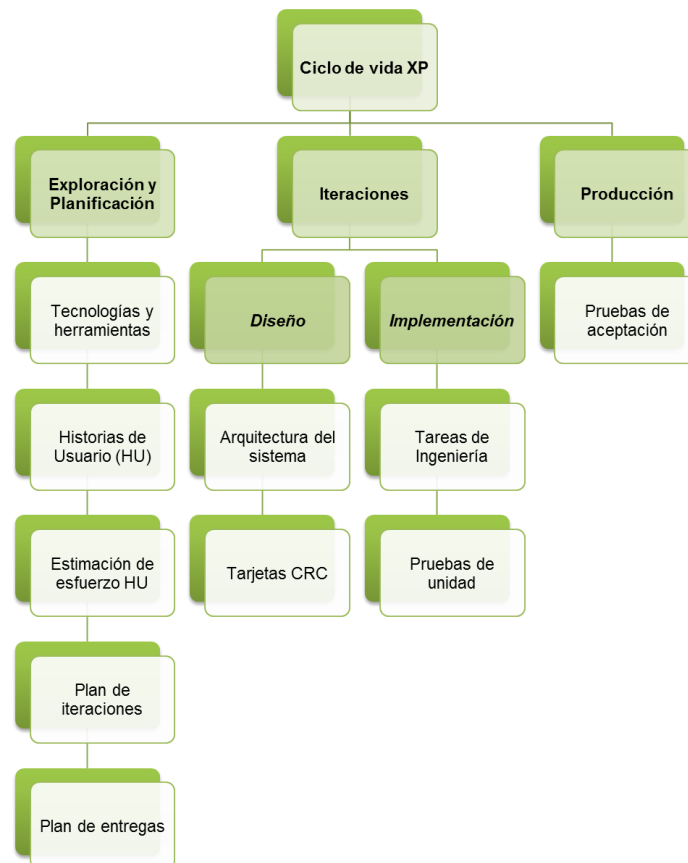 Ciclo de vida XP
Exploración y
Planificación
Iteraciones
Producción
Tecnologías y
herramientas
Diseño
Implementación
Pruebas de
aceptación
Historias de
Usuario (HU)
Arquitectura del
sistema
Tareas de
Ingeniería
Estimación de
esfuerzo HU
Tarjetas CRC
Pruebas de
unidad
Plan de
iteraciones
Plan de entregas